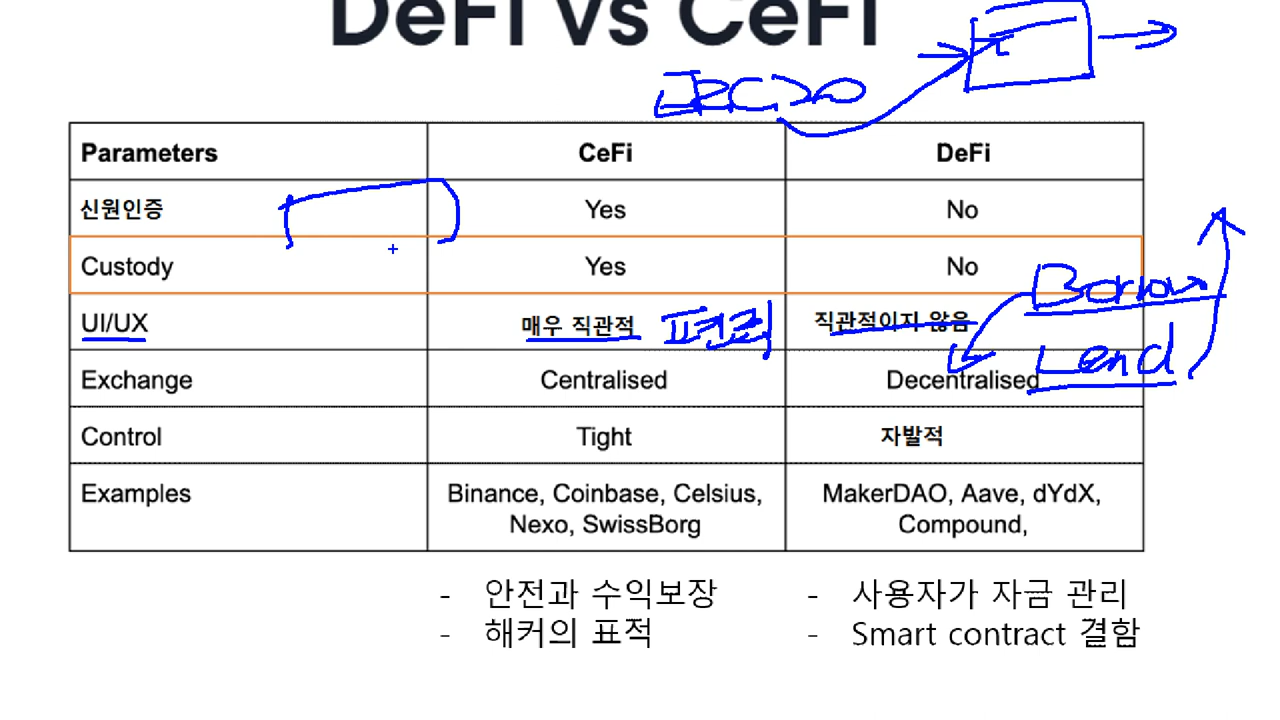 DeFi vs CeFi
ERC20
Parameters CeFi DeFi
신원인증 Yes No
Custody Yes No
Borrow
UI/UX 매우 직관적 편리 직관적이지 않음
Lend
Exchange Centralised Decentralised
Control Tight 자발적
Examples Binance, Coinbase, Celsius, MakerDAO, Aave, dYdX,
Nexo, SwissBorg Compound,
- 안전과 수익보장 - 사용자가 자금 관리
- 해커의 표적 - Smart contract 결함